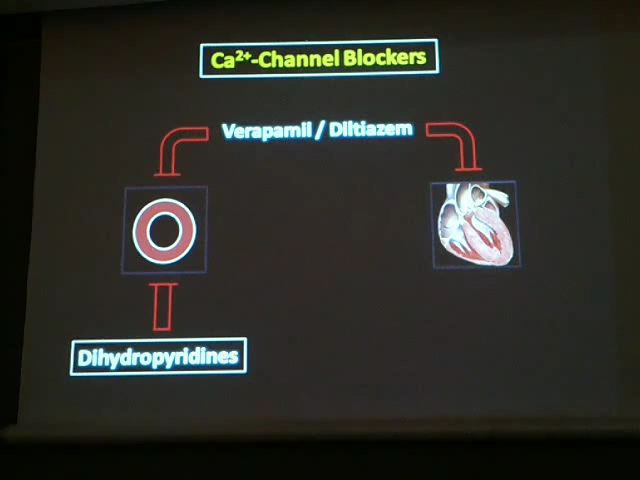 Ca²⁺-Channel Blockers
Verapamil / Diltiazem
Dihydropyridines